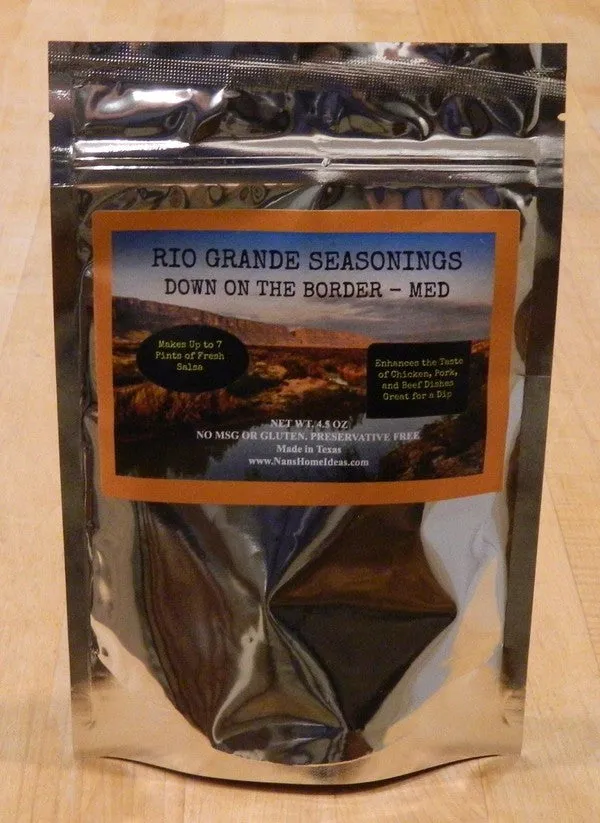 RIO GRANDE SEASONINGS
DOWN ON THE BORDER – MED
Makes Up to 7
Pints of Fresh
Salsa
Enhances the Taste
of Chicken, Pork,
and Beef Dishes
Great for a Dip
NET WT. 4.5 OZ
NO MSG OR GLUTEN, PRESERVATIVE FREE
Made in Texas
www.NansHomeIdeas.com